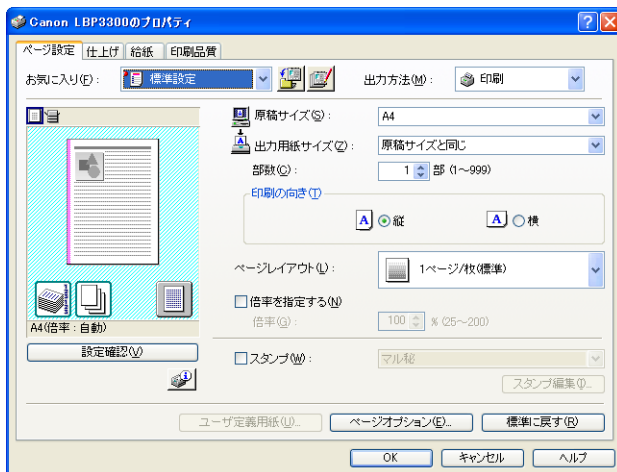 Canon LBP3300のプロパティ
ページ設定 仕上げ 給紙 印刷品質
お気に入り(F): 標準設定 出力方法(M): 印刷
原稿サイズ(S): A4
出力用紙サイズ(Z): 原稿サイズと同じ
部数(C): 1 部 (1~999)
印刷の向き(T)
A 縦 A 横
ページレイアウト(L): 1ページ/枚(標準)
倍率を指定する(N)
倍率(G): 100 % (25~200)
A4(倍率:自動)
設定確認(V)
スタンプ(W): マル秘
スタンプ編集(I)...
ユーザ定義用紙(U)... ページオプション(E)... 標準に戻す(R)
OK キャンセル ヘルプ